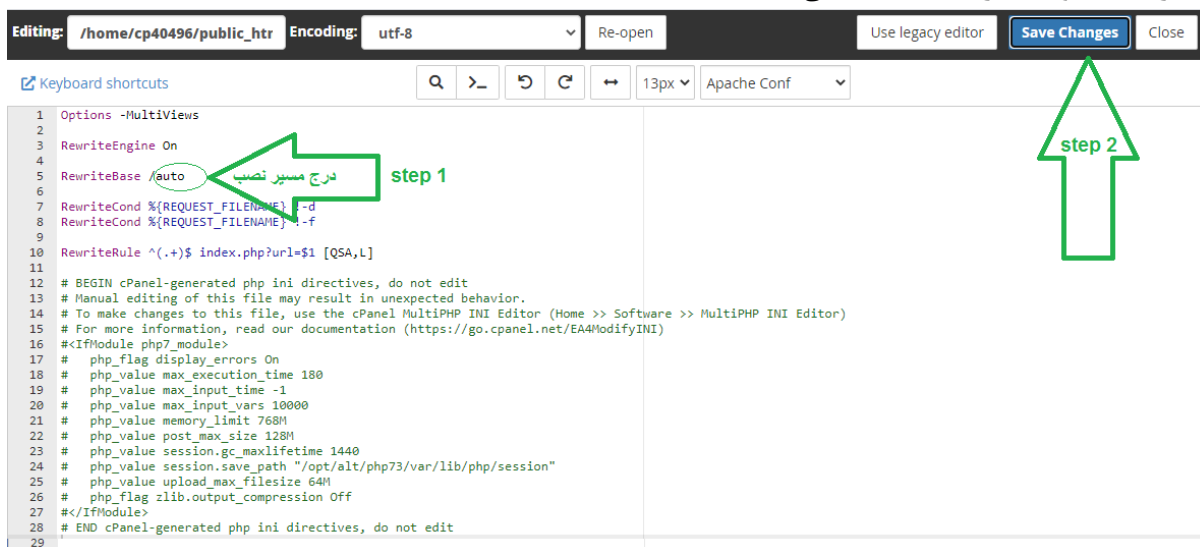 Editing: /home/cp40496/public_htr Encoding: utf-8 Re-open Use legacy editor Save Changes Close
Keyboard shortcuts 13px Apache Conf
1 Options -MultiViews
2
3 RewriteEngine On
4
5 RewriteBase /auto درج مسیر نصب step 1
step 2
6
7 RewriteCond %{REQUEST_FILENAME} !-d
8 RewriteCond %{REQUEST_FILENAME} !-f
9
10 RewriteRule ^(.+)$ index.php?url=$1 [QSA,L]
11
12 # BEGIN cPanel-generated php ini directives, do not edit
13 # Manual editing of this file may result in unexpected behavior.
14 # To make changes to this file, use the cPanel MultiPHP INI Editor (Home >> Software >> MultiPHP INI Editor)
15 # For more information, read our documentation (https://go.cpanel.net/EA4ModifyINI)
16 #<IfModule php7_module>
17 #   php_flag display_errors On
18 #   php_value max_execution_time 180
19 #   php_value max_input_time -1
20 #   php_value max_input_vars 10000
21 #   php_value memory_limit 768M
22 #   php_value post_max_size 128M
23 #   php_value session.gc_maxlifetime 1440
24 #   php_value session.save_path "/opt/alt/php73/var/lib/php/session"
25 #   php_value upload_max_filesize 64M
26 #   php_flag zlib.output_compression Off
27 #</IfModule>
28 # END cPanel-generated php ini directives, do not edit
29